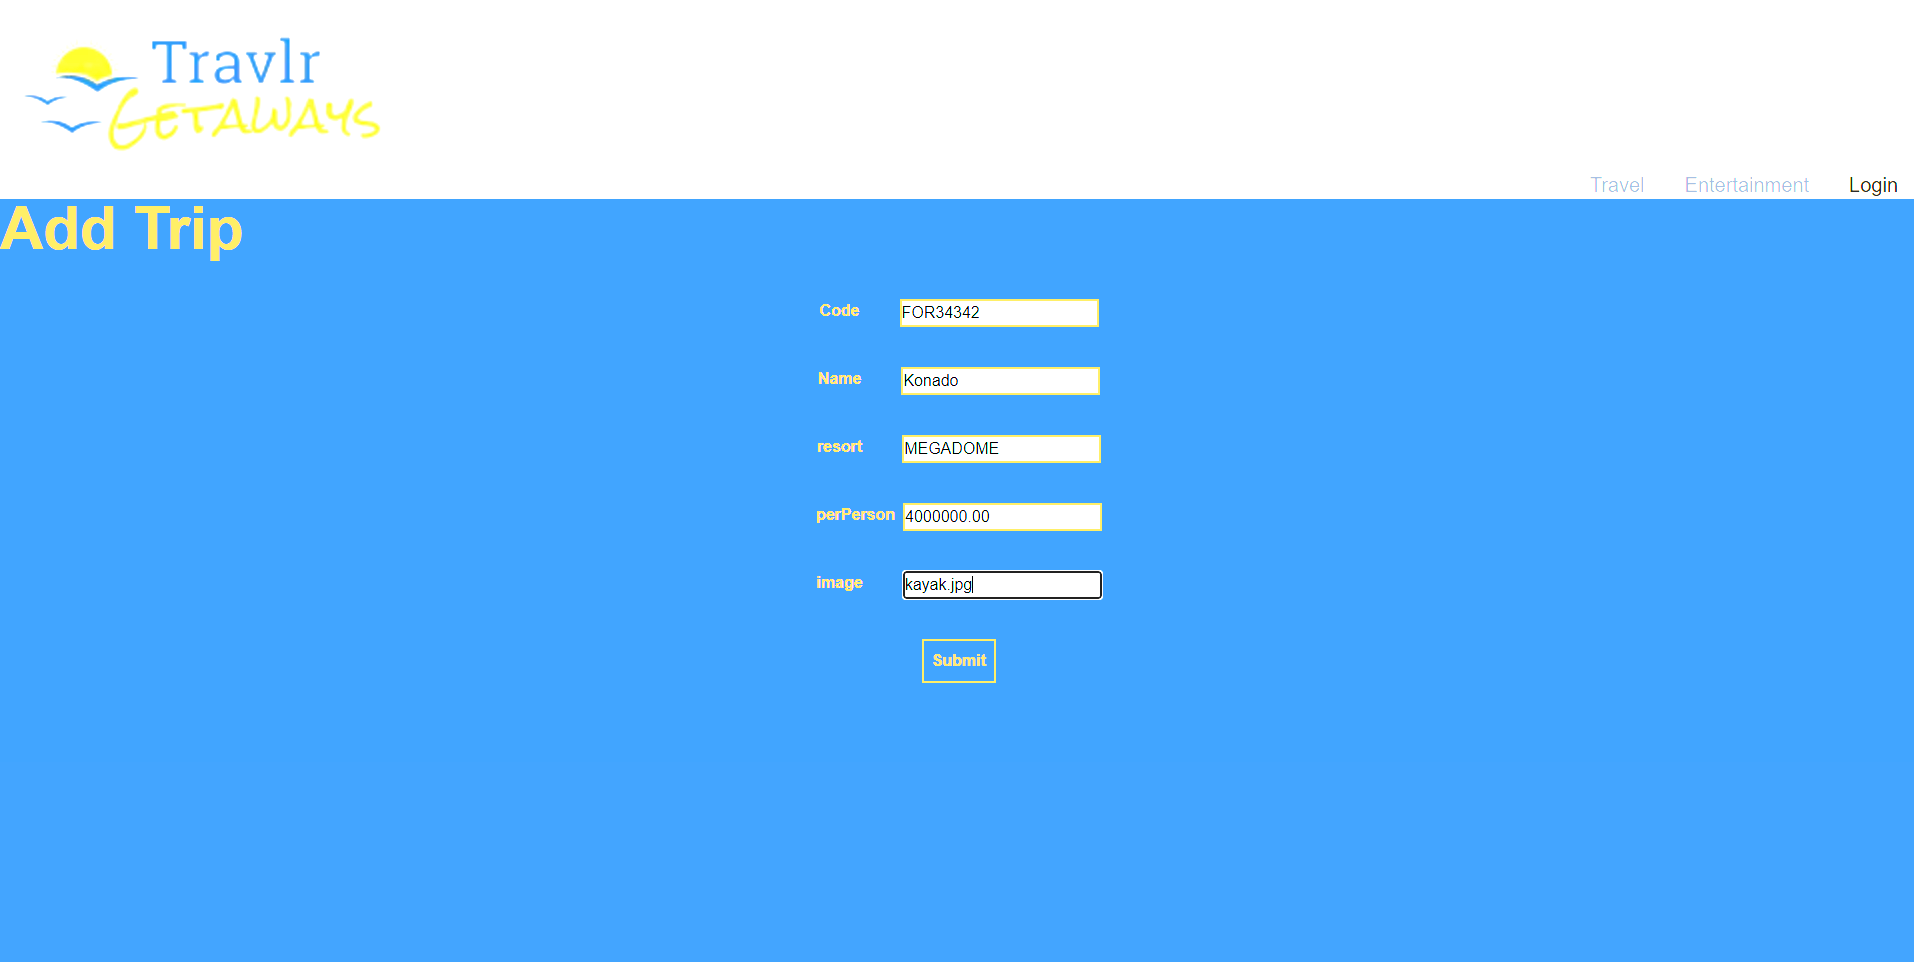 Travlr
Getaways
Travel Entertainment Login
Add Trip
Code FOR34342
Name Konado
resort MEGADOME
perPerson 4000000.00
image kayak.jpg
Submit